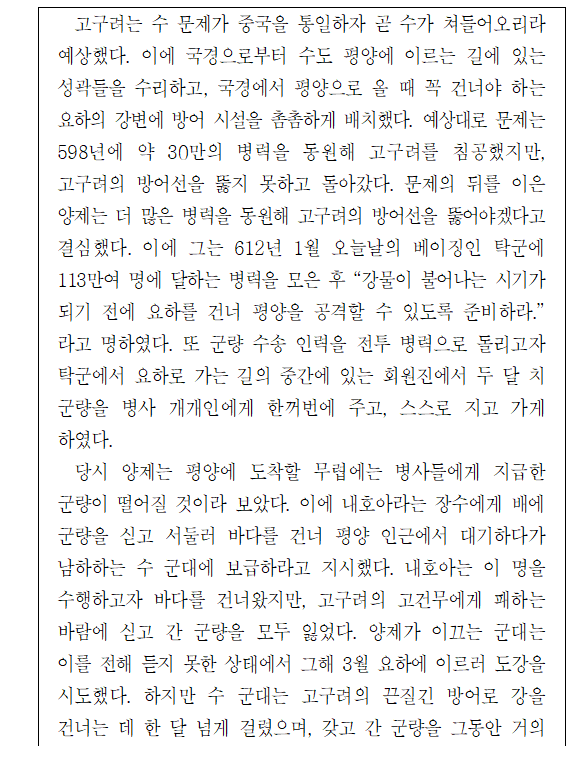 고구려는 수 문제가 중국을 통일하자 곧 수가 쳐들어오리라
예상했다. 이에 국경으로부터 수도 평양에 이르는 길에 있는
성곽들을 수리하고, 국경에서 평양으로 올 때 꼭 건너야 하는
요하의 강변에 방어 시설을 촘촘하게 배치했다. 예상대로 문제는
598년에 약 30만의 병력을 동원해 고구려를 침공했지만,
고구려의 방어선을 뚫지 못하고 돌아갔다. 문제의 뒤를 이은
양제는 더 많은 병력을 동원해 고구려의 방어선을 뚫어야겠다고
결심했다. 이에 그는 612년 1월 오늘날의 베이징인 탁군에
113만여 명에 달하는 병력을 모은 후 “강물이 불어나는 시기가
되기 전에 요하를 건너 평양을 공격할 수 있도록 준비하라.”
라고 명하였다. 또 군량 수송 인력을 전투 병력으로 돌리고자
탁군에서 요하로 가는 길의 중간에 있는 회원진에서 두 달 치
군량을 병사 개개인에게 한꺼번에 주고, 스스로 지고 가게
하였다.
당시 양제는 평양에 도착할 무렵에는 병사들에게 지급한
군량이 떨어질 것이라 보았다. 이에 내호아라는 장수에게 배에
군량을 싣고 서둘러 바다를 건너 평양 인근에서 대기하다가
남하하는 수 군대에 보급하라고 지시했다. 내호아는 이 명을
수행하고자 바다를 건너왔지만, 고구려의 고건무에게 패하는
바람에 싣고 간 군량을 모두 잃었다. 양제가 이끄는 군대는
이를 전해 듣지 못한 상태에서 그해 3월 요하에 이르러 도강을
시도했다. 하지만 수 군대는 고구려의 끈질긴 방어로 강을
건너는 데 한 달 넘게 걸렸으며, 갖고 간 군량을 그동안 거의